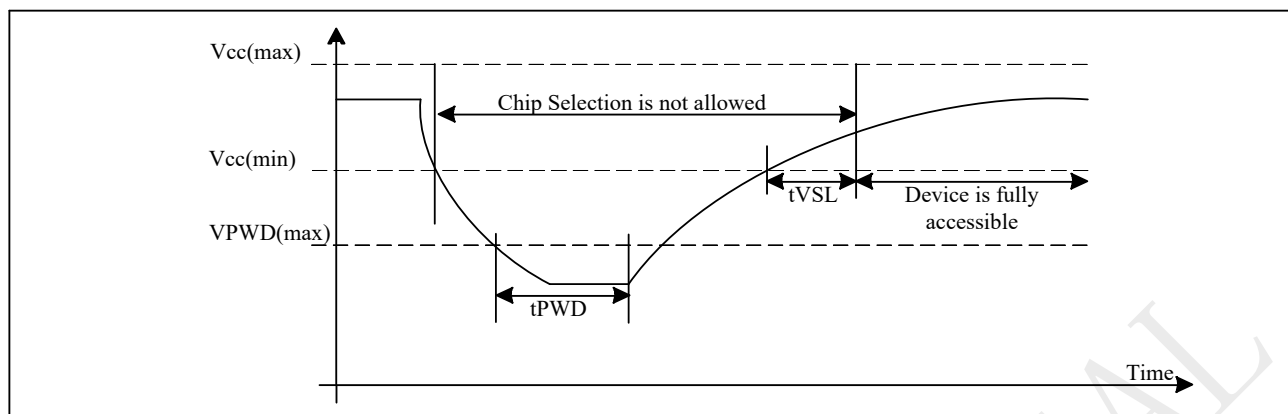 Vcc(max)
Chip Selection is not allowed
Vcc(min)
tVSL
Device is fully
accessible
VPWD(max)
tPWD
Time